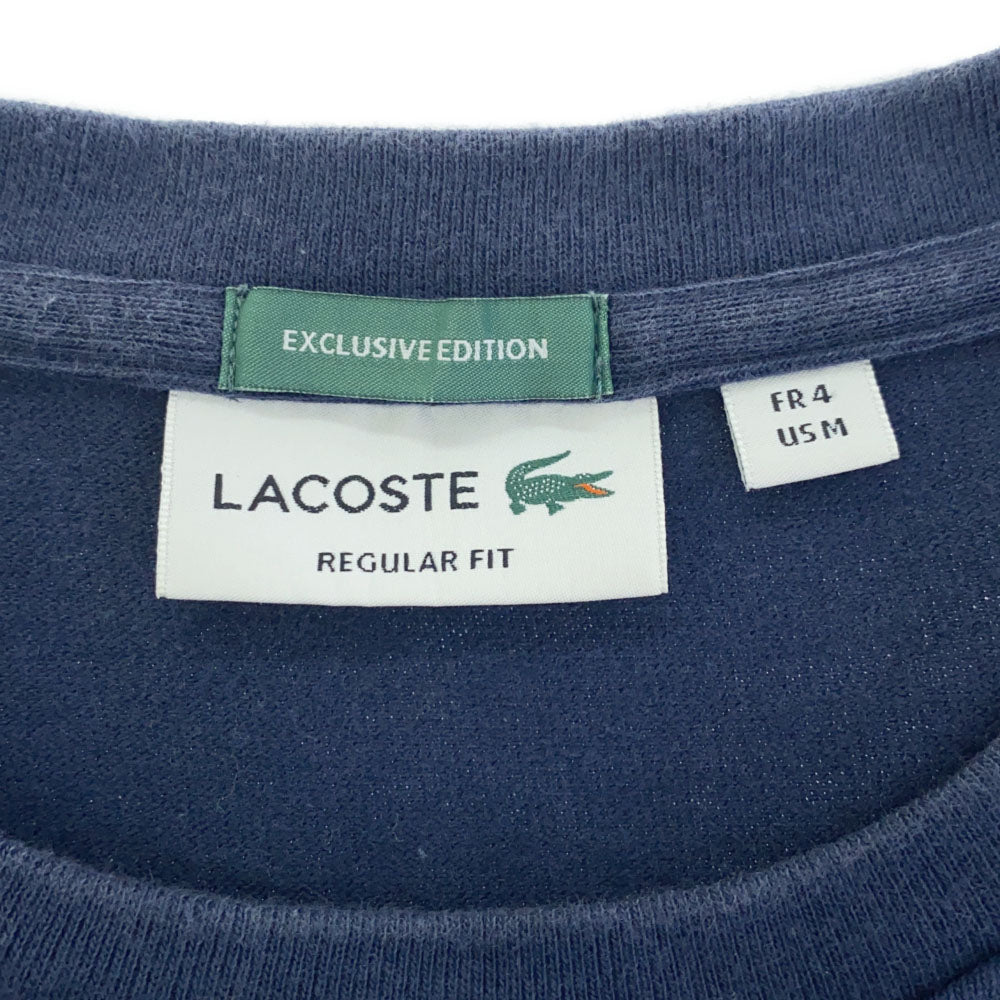 EXCLUSIVE EDITION
LACOSTE
REGULAR FIT
FR 4
US M